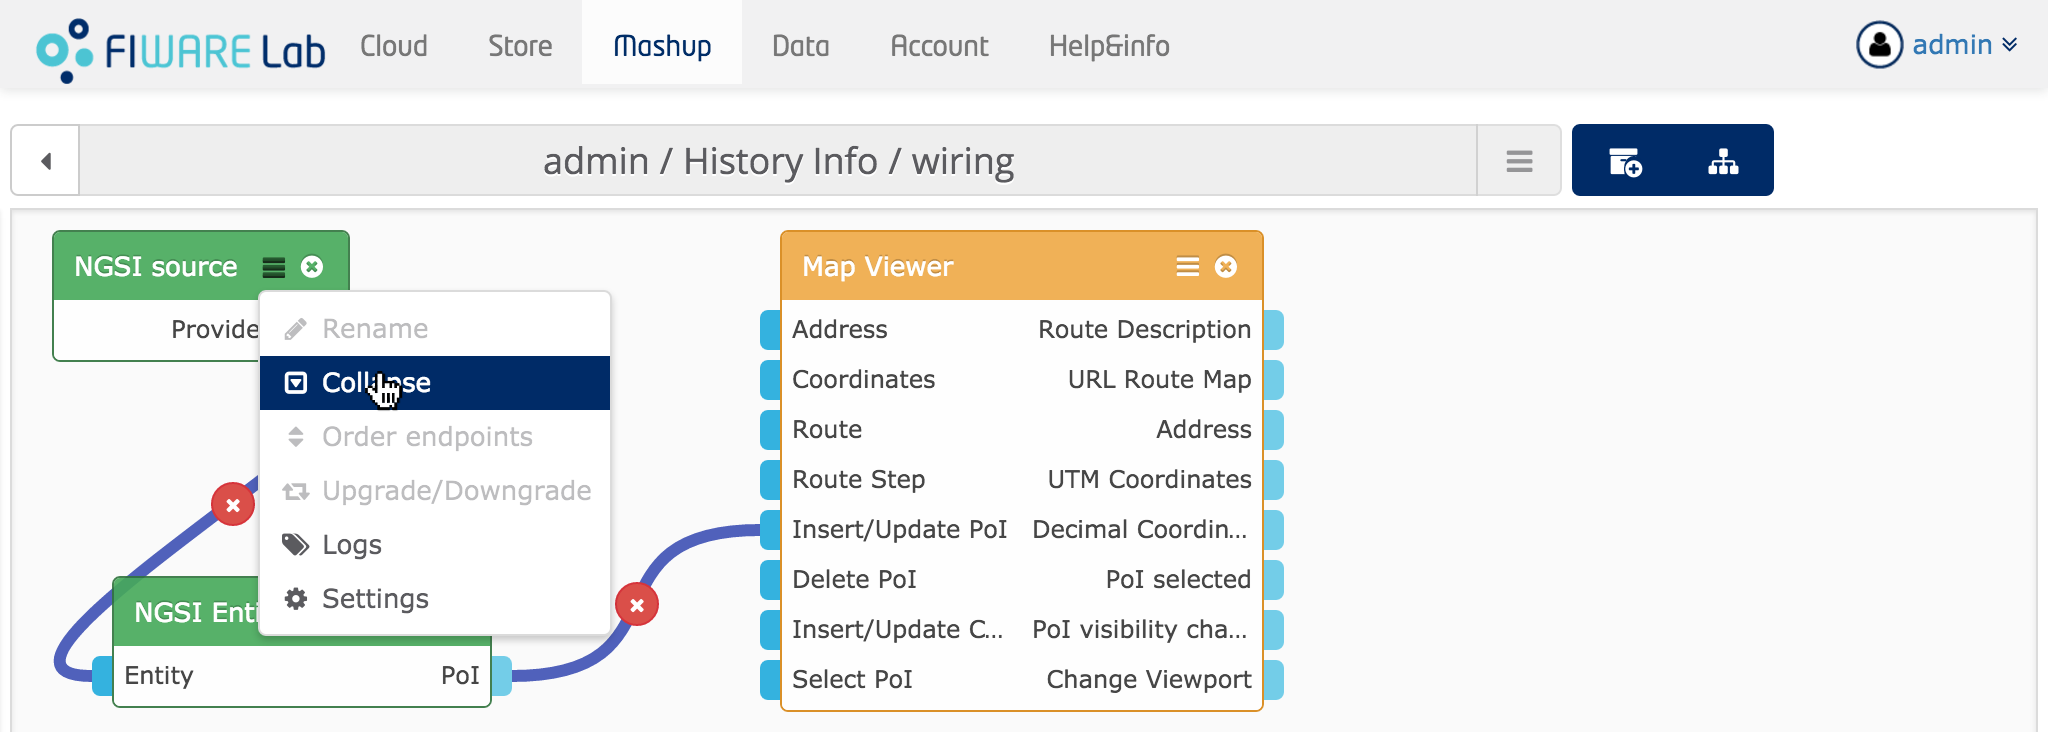 FIWARE Lab
Cloud
Store
Mashup
Data
Account
Help&info
admin
admin / History Info / wiring
NGSI source
Provide
Rename
Collapse
Order endpoints
Upgrade/Downgrade
Logs
Settings
NGSI Enti
Entity PoI
Map Viewer
Address Route Description
Coordinates URL Route Map
Route Address
Route Step UTM Coordinates
Insert/Update PoI Decimal Coordin...
Delete PoI PoI selected
Insert/Update C... PoI visibility cha...
Select PoI Change Viewport